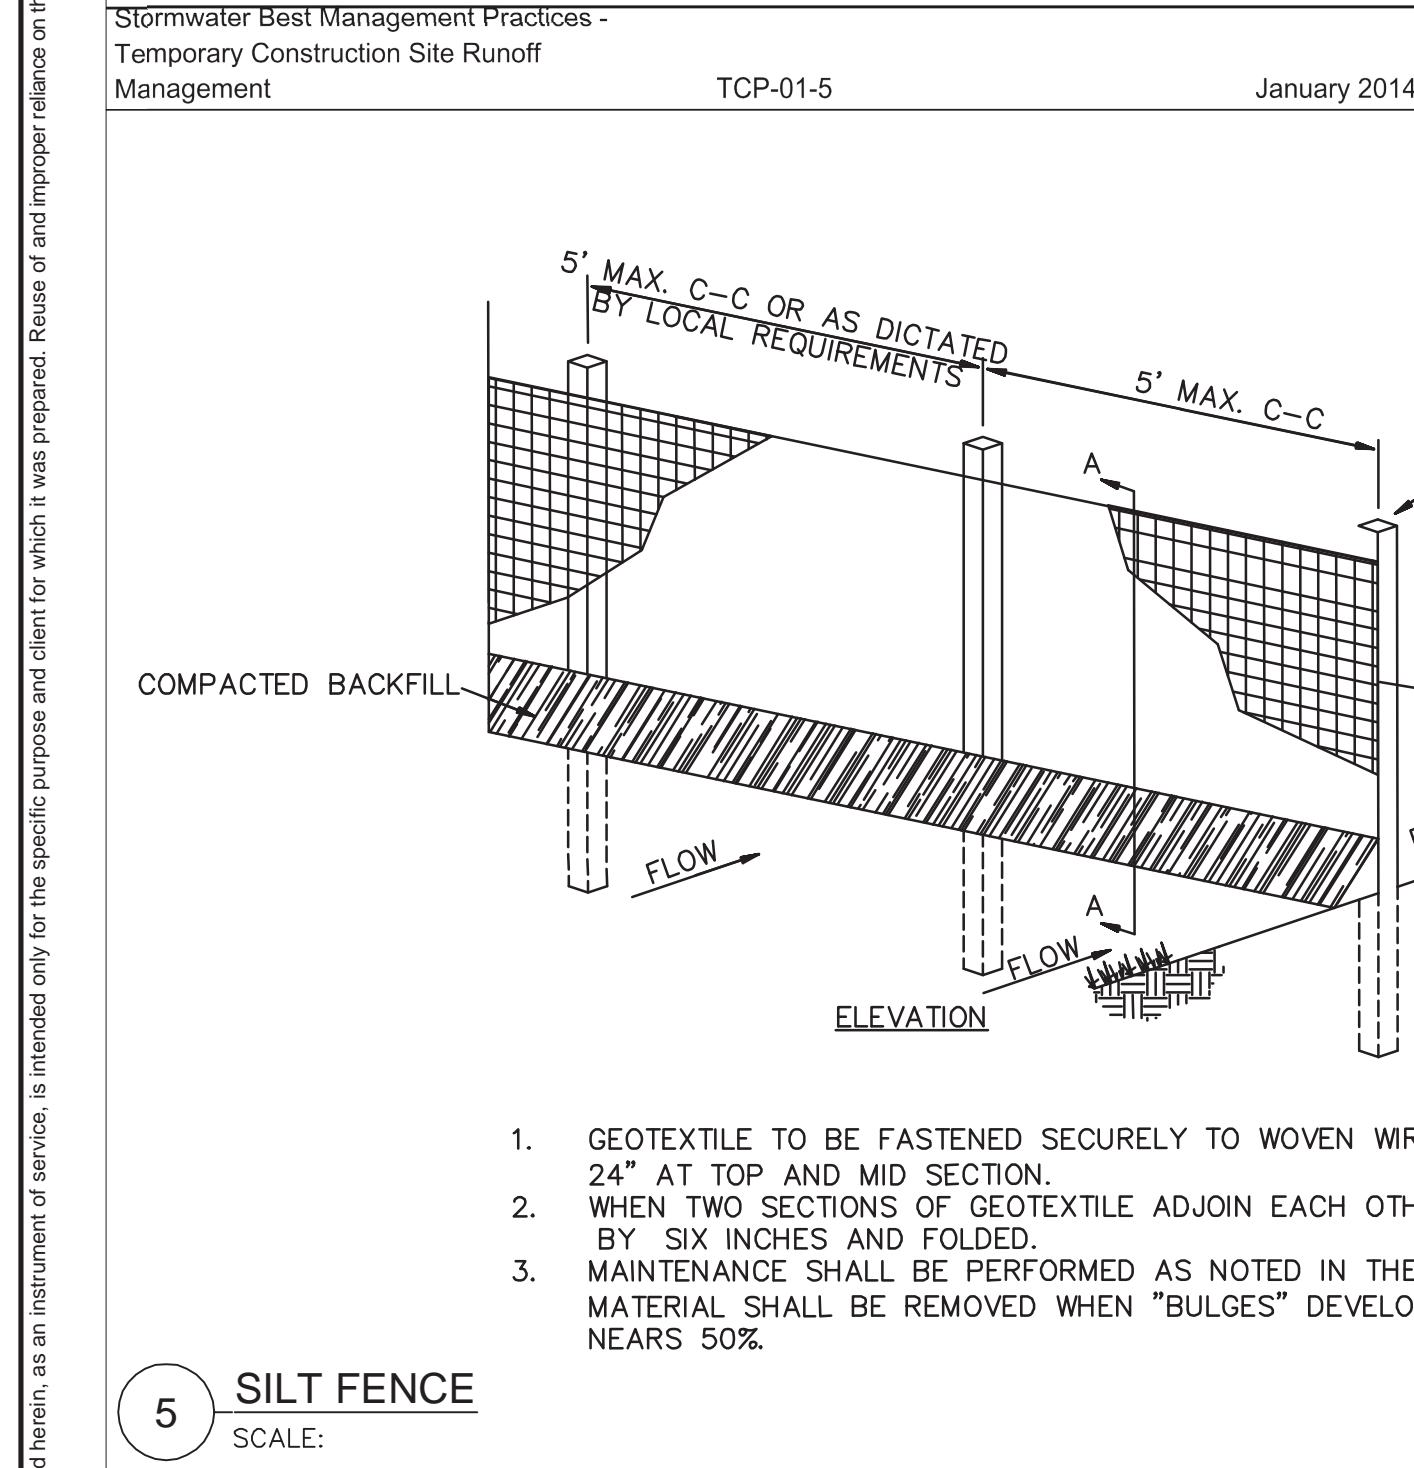 Stormwater Best Management Practices -
Temporary Construction Site Runoff
Management
TCP-01-5
January 2014
herein, as an instrument of service, is intended only for the specific purpose and client for which it was prepared. Reuse of and improper reliance on
5' MAX. C-C OR AS DICTATED
BY LOCAL REQUIREMENTS
5' MAX. C-C
A
COMPACTED BACKFILL
FLOW
A
FLOW
ELEVATION
1. GEOTEXTILE TO BE FASTENED SECURELY TO WOVEN
24" AT TOP AND MID SECTION.
2. WHEN TWO SECTIONS OF GEOTEXTILE ADJOIN EACH
BY SIX INCHES AND FOLDED.
3. MAINTENANCE SHALL BE PERFORMED AS NOTED IN THE
MATERIAL SHALL BE REMOVED WHEN "BULGES"
NEARS 50%.
5
SILT FENCE
SCALE: